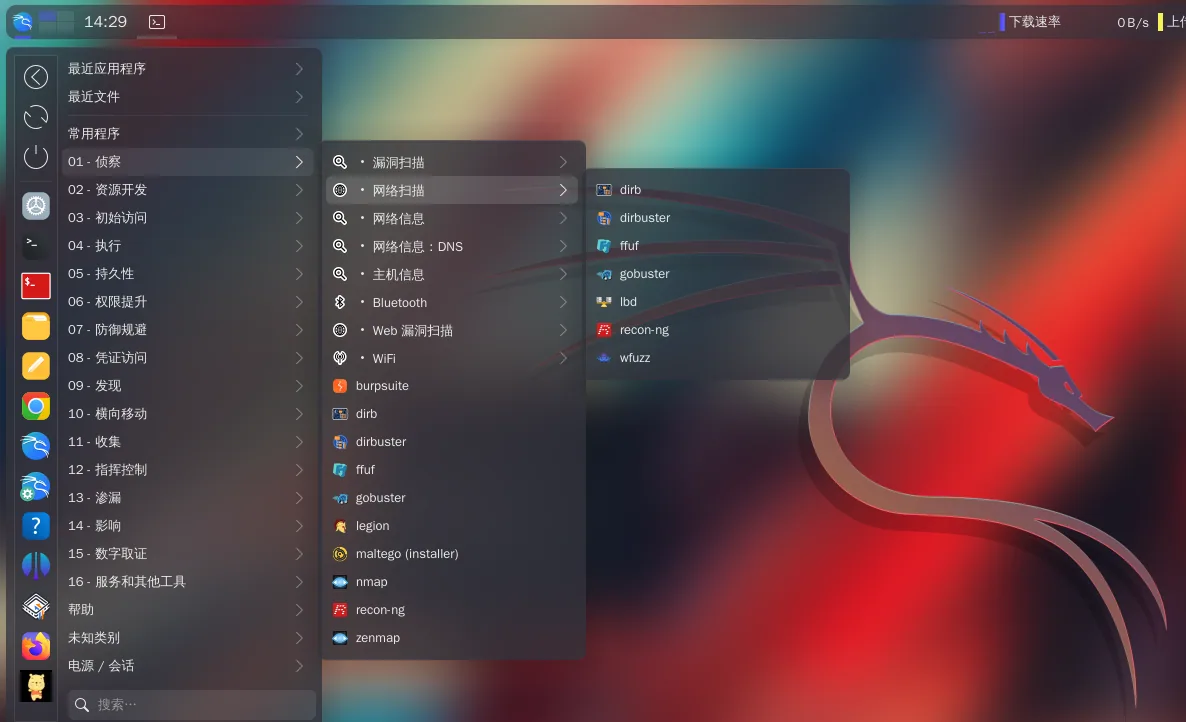 14:29
下载速率
0 B/s
上
最近应用程序
最近文件
常用程序
01 - 侦察
02 - 资源开发
03 - 初始访问
04 - 执行
05 - 持久性
06 - 权限提升
07 - 防御规避
08 - 凭证访问
09 - 发现
10 - 横向移动
11 - 收集
12 - 指挥控制
13 - 渗漏
14 - 影响
15 - 数字取证
16 - 服务和其他工具
帮助
未知类别
电源 / 会话
搜索…
• 漏洞扫描
• 网络扫描
• 网络信息
• 网络信息：DNS
• 主机信息
• Bluetooth
• Web 漏洞扫描
• WiFi
burpsuite
dirb
dirbuster
ffuf
gobuster
legion
maltego (installer)
nmap
recon-ng
zenmap
dirb
dirbuster
ffuf
gobuster
lbd
recon-ng
wfuzz